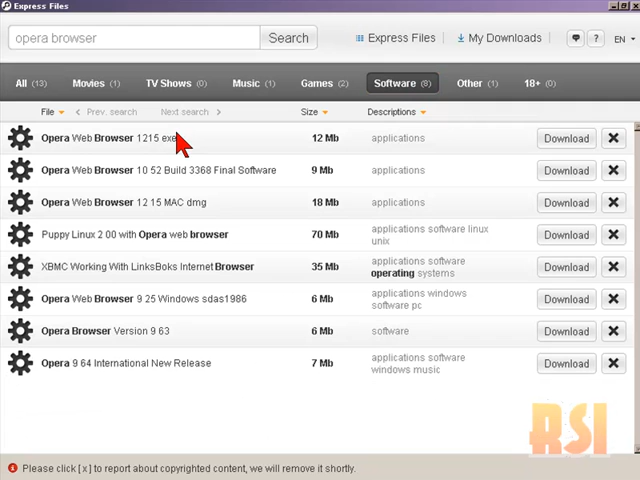 Express Files
opera browser
Search
Express Files
My Downloads
?
EN
All (13)
Movies (1)
TV Shows (0)
Music (1)
Games (2)
Software (8)
Other (1)
18+ (0)
File
Prev. search
Next search
Size
Descriptions
Opera Web Browser 1215 exe
12 Mb
applications
Download
Opera Web Browser 10 52 Build 3368 Final Software
9 Mb
applications
Download
Opera Web Browser 12 15 MAC dmg
18 Mb
applications
Download
Puppy Linux 2 00 with Opera web browser
70 Mb
applications software linux
unix
Download
XBMC Working With LinksBoks Internet Browser
35 Mb
applications software
operating systems
Download
Opera Web Browser 9 25 Windows sdas1986
6 Mb
applications windows
software pc
Download
Opera Browser Version 9 63
6 Mb
software
Download
Opera 9 64 International New Release
7 Mb
applications software
windows music
Download
RSI
Please click [ x ] to report about copyrighted content, we will remove it shortly.